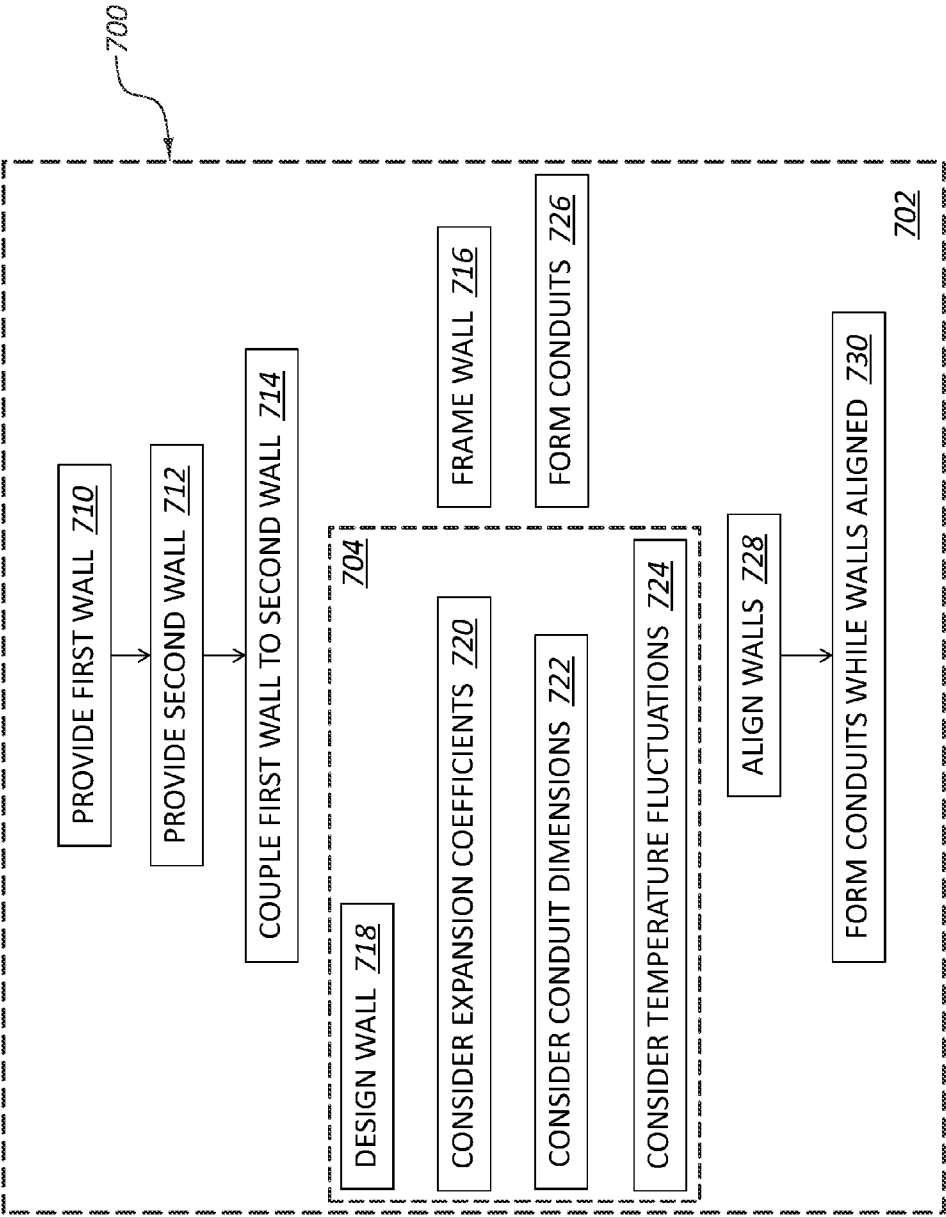 700
PROVIDE FIRST WALL 710
PROVIDE SECOND WALL 712
COUPLE FIRST WALL TO SECOND WALL 714
704
DESIGN WALL 718
CONSIDER EXPANSION COEFFICIENTS 720
CONSIDER CONDUIT DIMENSIONS 722
CONSIDER TEMPERATURE FLUCTUATIONS 724
FRAME WALL 716
FORM CONDUITS 726
ALIGN WALLS 728
FORM CONDUITS WHILE WALLS ALIGNED 730
702